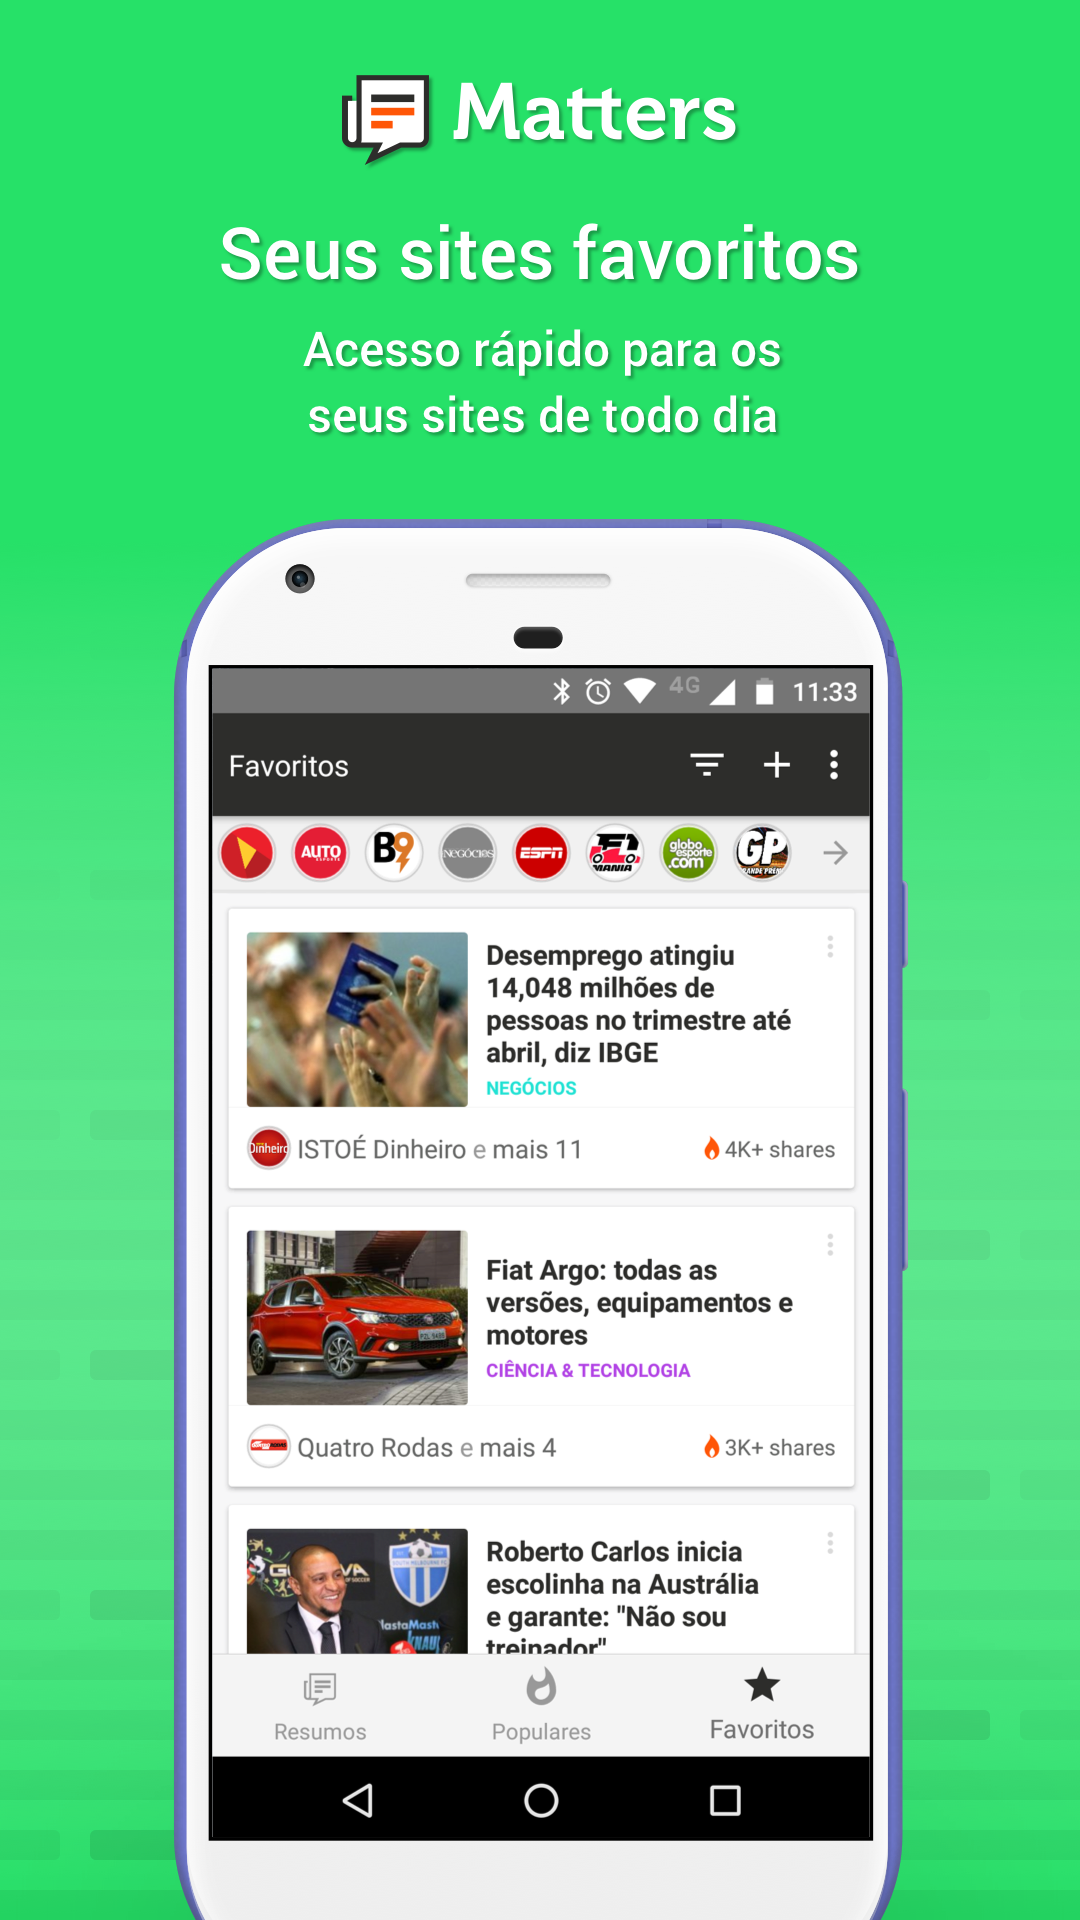 Matters
Seus sites favoritos
Acesso rápido para os
seus sites de todo dia
4G 11:33
Favoritos
AUTO
ESPORTE
B9
NEGÓCIOS
ESPN
F1
MANIA
globo
esporte
.com
GP
Desemprego atingiu
14,048 milhões de
pessoas no trimestre até
abril, diz IBGE
NEGÓCIOS
Dinheiro
ISTOÉ Dinheiro e mais 11
4K+ shares
Fiat Argo: todas as
versões, equipamentos e
motores
CIÊNCIA & TECNOLOGIA
Quatro Rodas e mais 4
3K+ shares
Roberto Carlos inicia
escolinha na Austrália
e garante: "Não sou
treinador"
Resumos
Populares
Favoritos